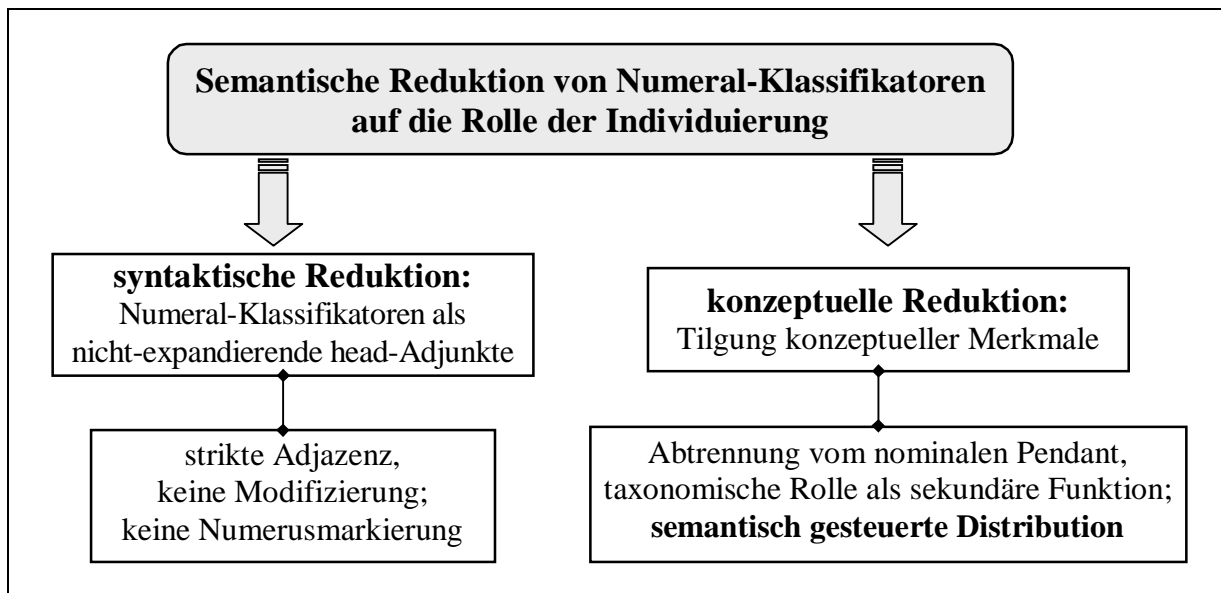 Semantische Reduktion von Numeral-Klassifikatoren
auf die Rolle der Individuierung
syntaktische Reduktion:
Numeral-Klassifikatoren als
nicht-expandierende head-Adjunkte
strikte Adjazenz,
keine Modifizierung;
keine Numerusmarkierung
konzeptuelle Reduktion:
Tilgung konzeptueller Merkmale
Abtrennung vom nominalen Pendant,
taxonomische Rolle als sekundäre Funktion;
semantisch gesteuerte Distribution